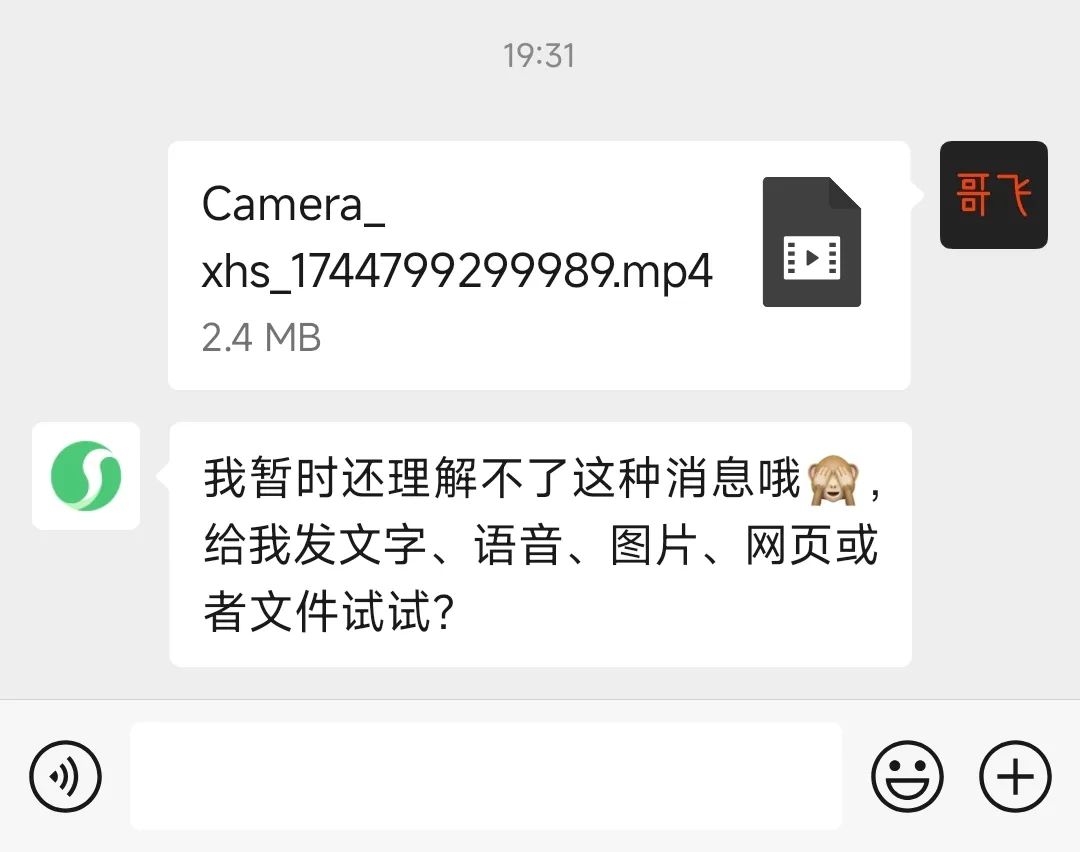 19:31
Camera_
xhs_1744799299989.mp4
2.4 MB
哥飞
我暂时还理解不了这种消息哦🙈，
给我发文字、语音、图片、网页或
者文件试试？